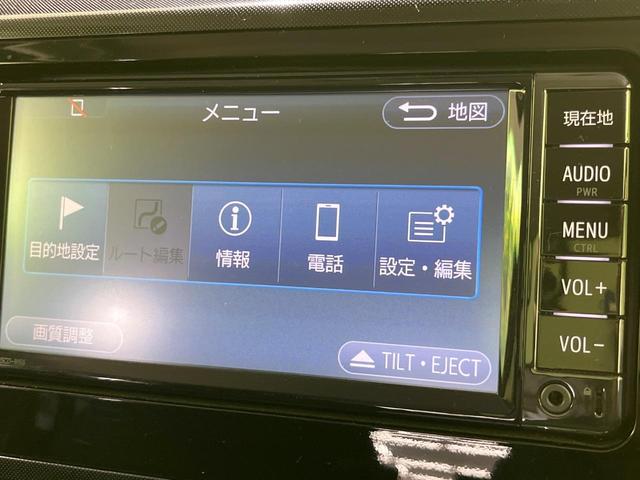 メニュー
地図
目的地設定
ルート編集
情報
電話
設定・編集
画質調整
TILT・EJECT
現在地
AUDIO
PWR
MENU
CTRL
VOL+
VOL-